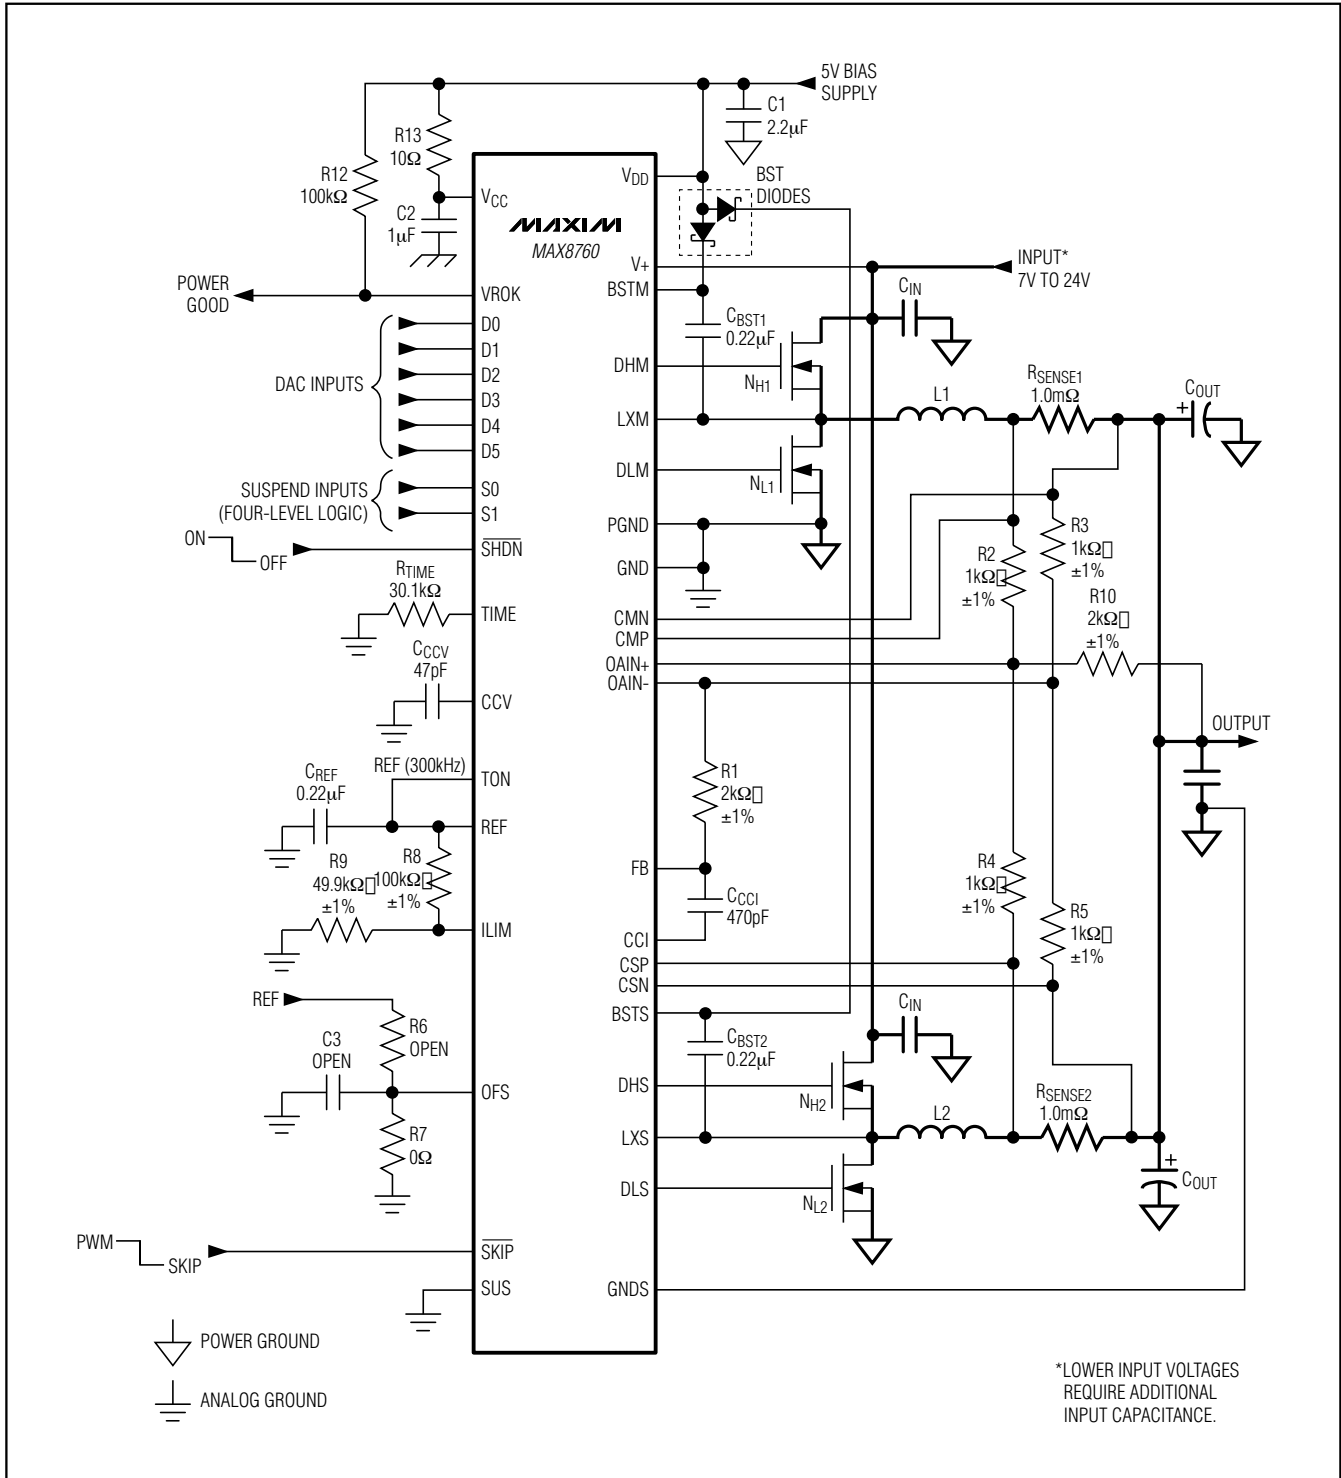 5V BIAS
SUPPLY
C1
2.2μF
R13
10Ω
R12
100kΩ
C2
1μF
VCC
MAXIM
MAX8760
VDD
BST
DIODES
V+
INPUT*
7V TO 24V
BSTM
CIN
POWER
GOOD
VROK
CBST1
0.22μF
DAC INPUTS
D0
D1
D2
D3
D4
D5
DHM
NH1
LXM
L1
RSENSE1
1.0mΩ
+
COUT
DLM
NL1
SUSPEND INPUTS
(FOUR-LEVEL LOGIC)
S0
S1
ON
OFF
SHDN
PGND
GND
R2
1kΩ□
±1%
R3
1kΩ□
±1%
RTIME
30.1kΩ
TIME
CMN
CMP
R10
2kΩ□
±1%
OAIN+
OAIN-
CCCV
47pF
CCV
OUTPUT
REF (300kHz)
TON
CREF
0.22μF
REF
R1
2kΩ□
±1%
R9
49.9kΩ□
±1%
R8
100kΩ□
±1%
ILIM
FB
CCCI
470pF
CCI
R4
1kΩ□
±1%
R5
1kΩ□
±1%
CSP
CSN
REF
R6
OPEN
C3
OPEN
OFS
R7
0Ω
BSTS
CBST2
0.22μF
CIN
DHS
NH2
LXS
L2
RSENSE2
1.0mΩ
DLS
NL2
+
COUT
PWM
SKIP
SKIP
SUS
GNDS
POWER GROUND
ANALOG GROUND
*LOWER INPUT VOLTAGES
REQUIRE ADDITIONAL
INPUT CAPACITANCE.